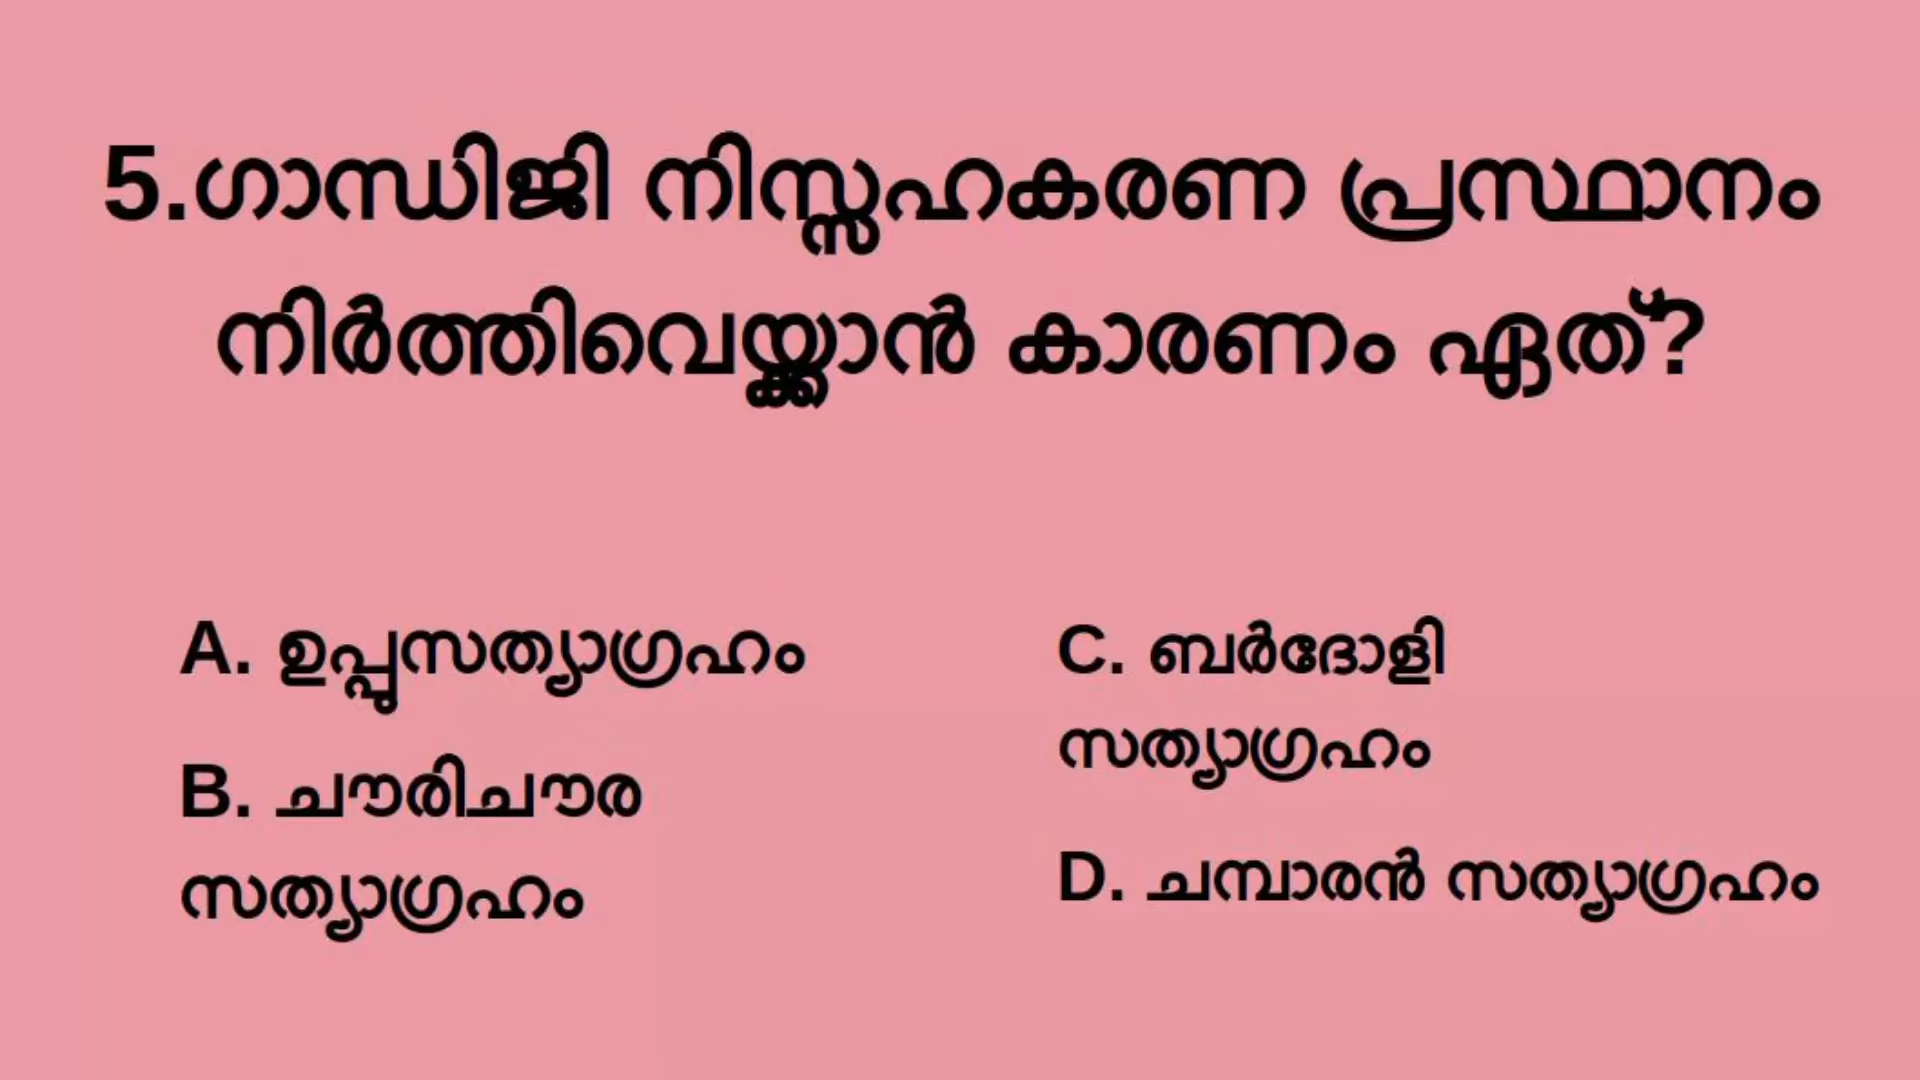 5.ഗാന്ധിജി നിസ്സഹകരണ പ്രസ്ഥാനം
നിർത്തിവെയ്ക്കാൻ കാരണം ഏത്?
A. ഉപ്പുസത്യാഗ്രഹം
B. ചൗരിചൗര
സത്യാഗ്രഹം
C. ബർദോളി
സത്യാഗ്രഹം
D. ചമ്പാരൻ സത്യാഗ്രഹം